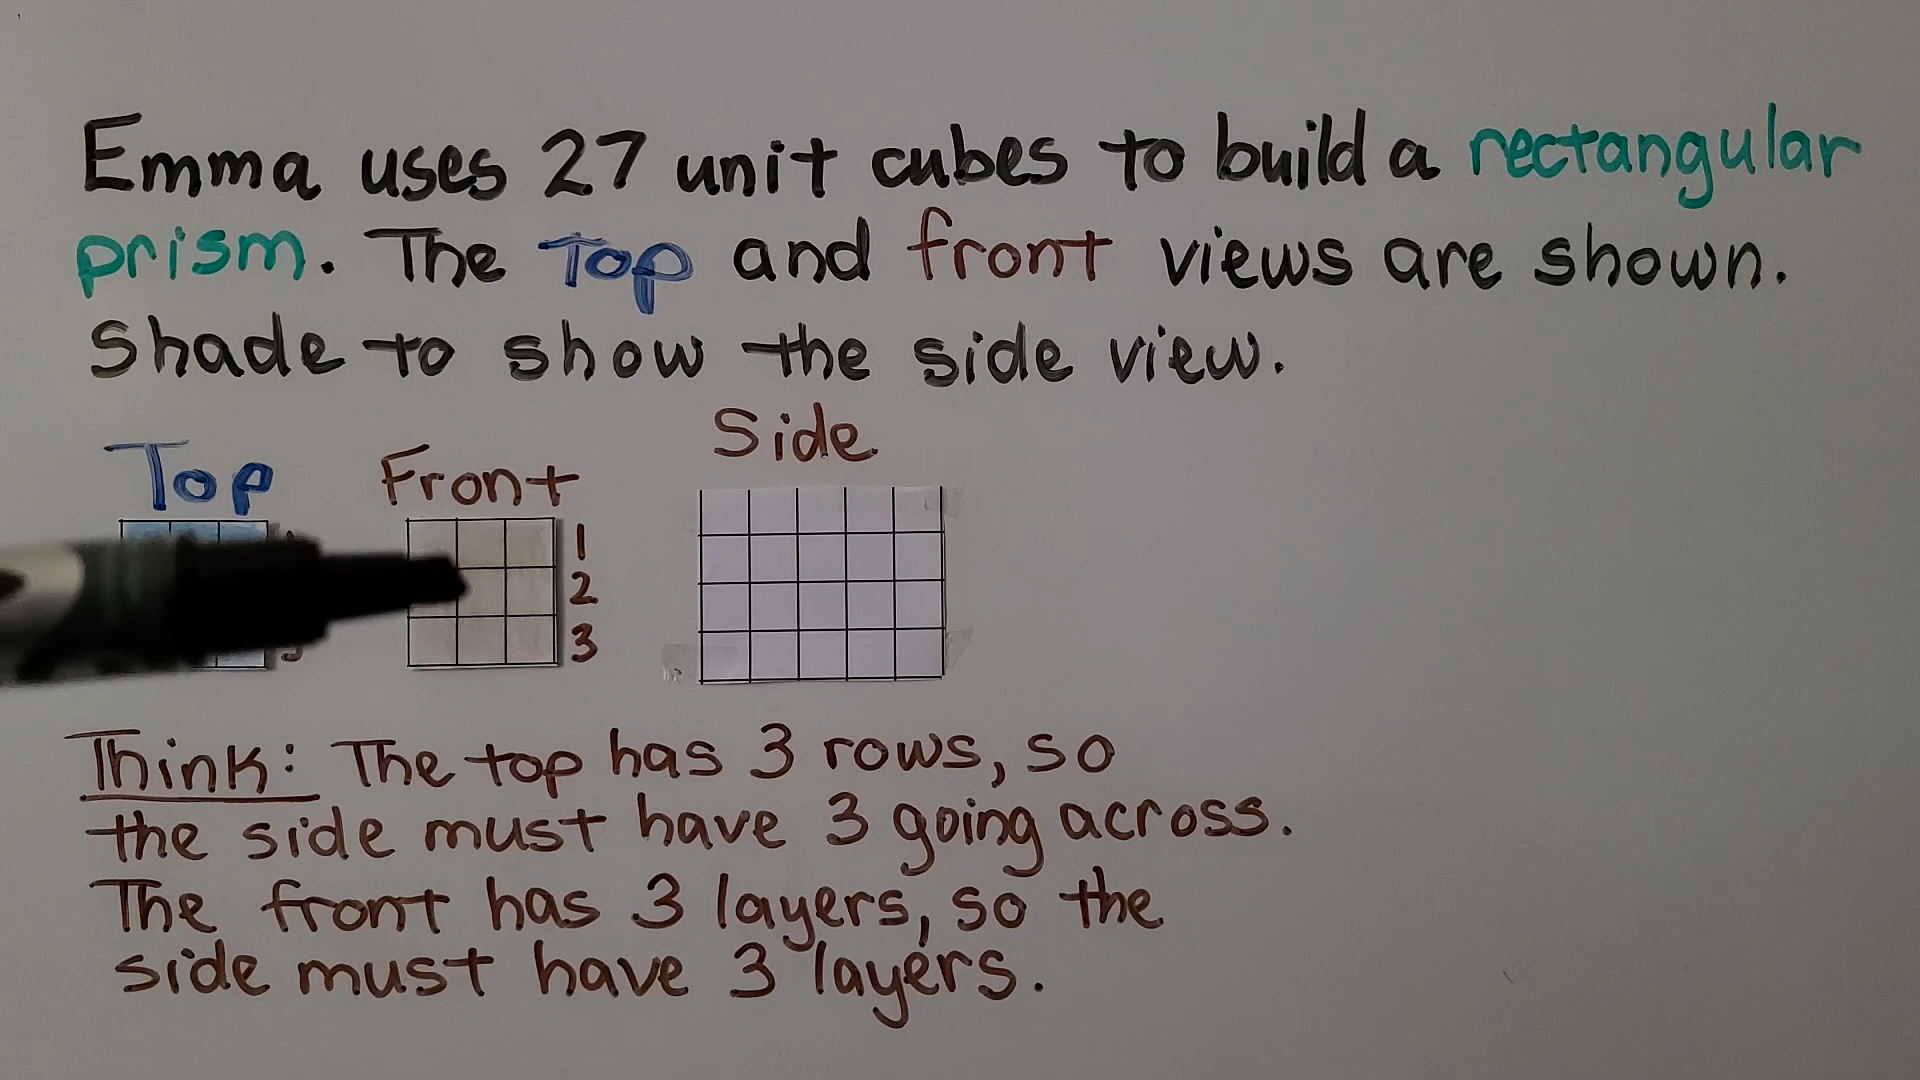 Emma uses 27 unit cubes to build a rectangular
prism. The Top and front views are shown.
Shade to show the side view.
Side
Top Front
1
2
3
3
Think: The top has 3 rows, so
the side must have 3 going across.
The front has 3 layers, so the
side must have 3 layers.